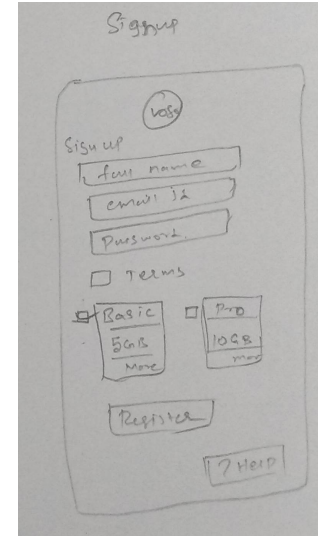 Signup
Sign up
full name
email id
Password
Terms
Basic Pro
5GB 10GB
More more
Register
? Help